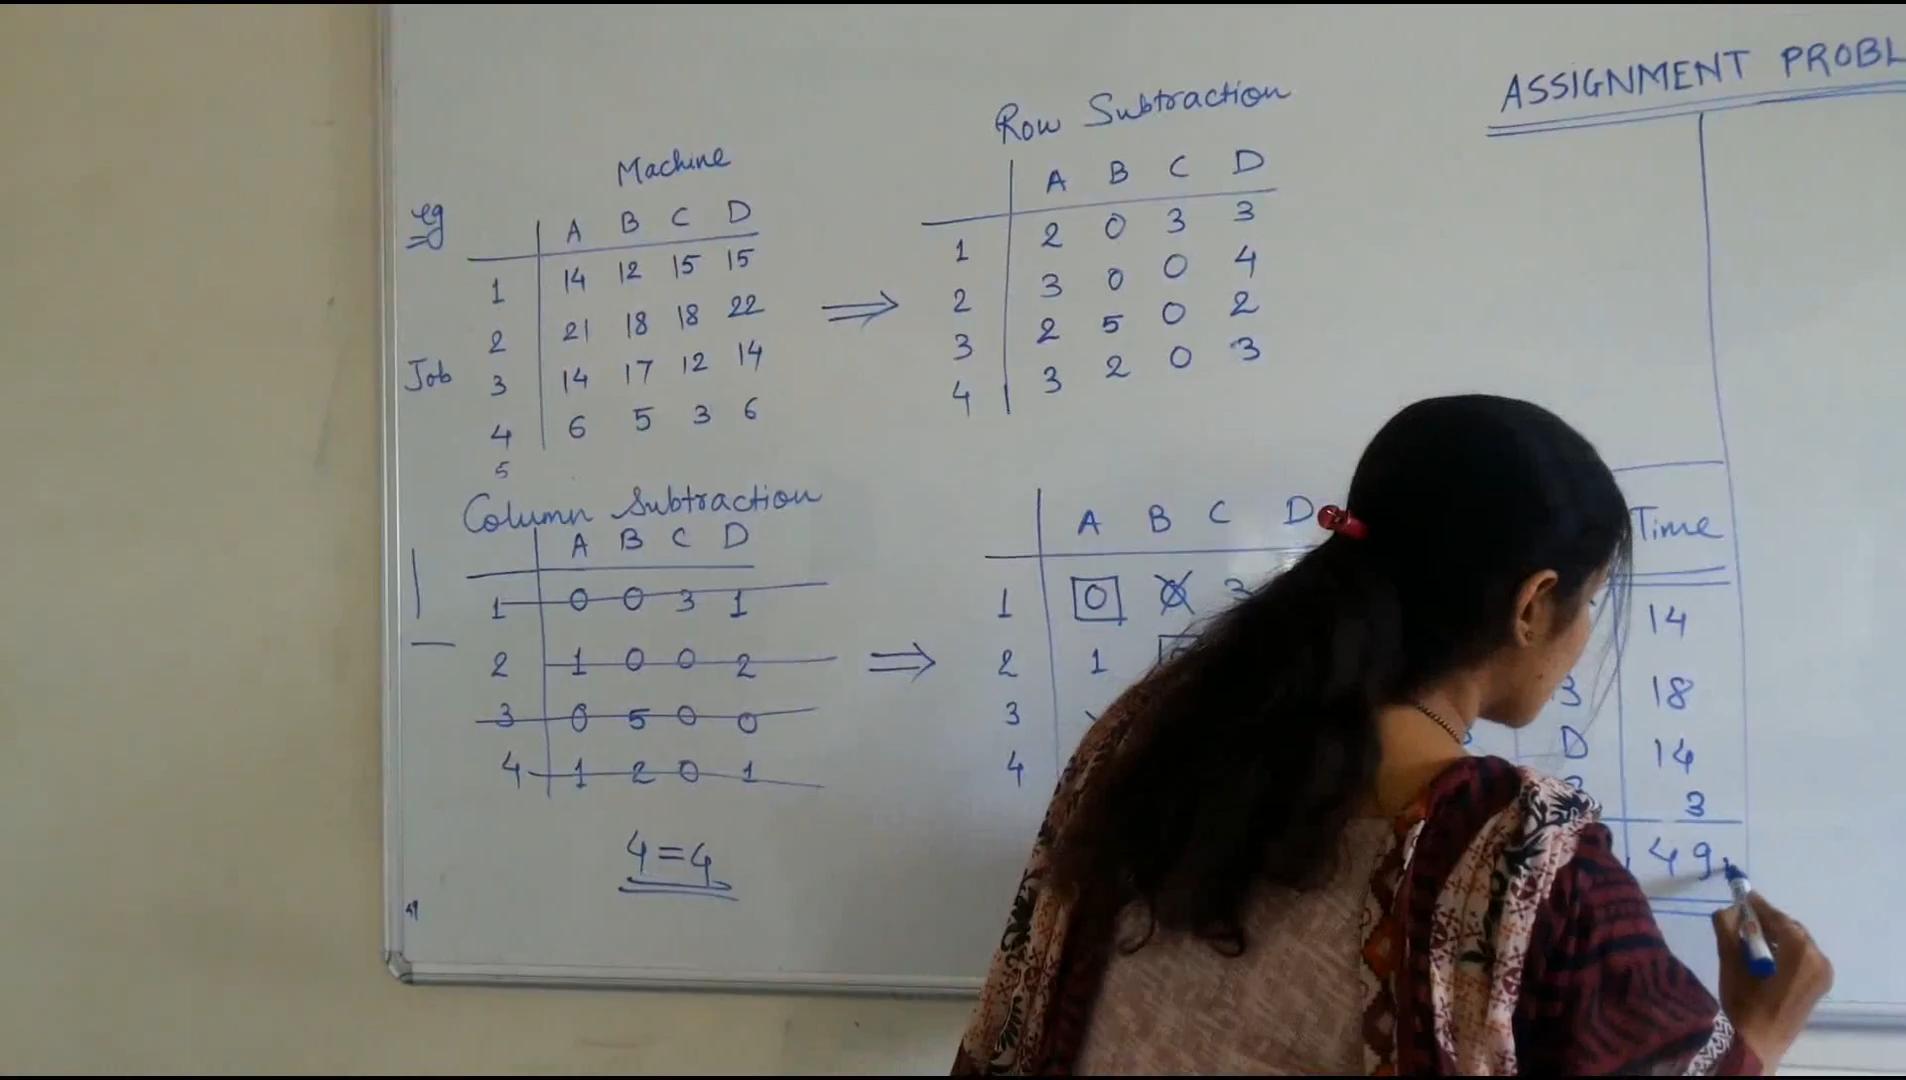 ASSIGNMENT PROBL
eg
Machine
A B C D
1 14 12 15 15
2 21 18 18 22
Job 3 14 17 12 14
4 6 5 3 6
5
⇒
Row Subtraction
A B C D
1 2 0 3 3
2 3 0 0 4
3 2 5 0 2
4 3 2 0 3
Column Subtraction
A B C D
1 0 0 3 1
2 1 0 0 2
3 0 5 0 0
4 1 2 0 1
4=4
⇒
A B C D
1 0 0 3
2 1
3
4
Time
14
18
D 14
3
49